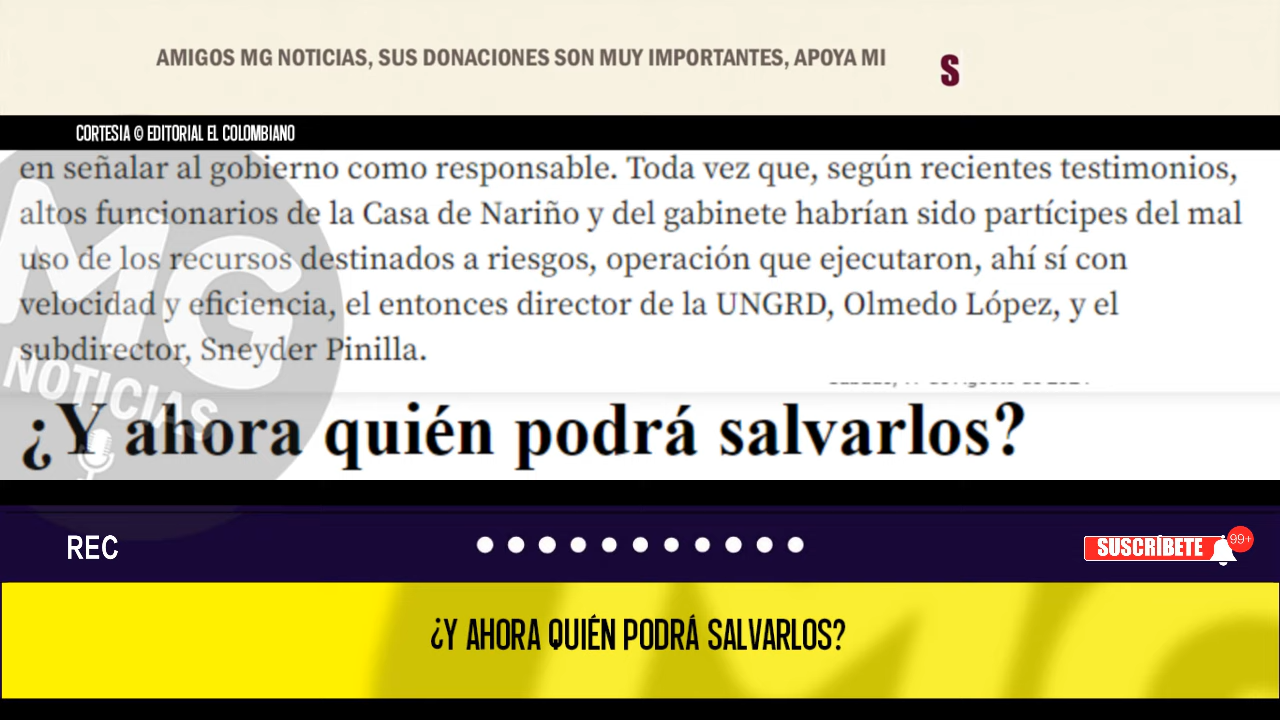 AMIGOS MG NOTICIAS, SUS DONACIONES SON MUY IMPORTANTES, APOYA MI
S
CORTESIA © EDITORIAL EL COLOMBIANO
en señalar al gobierno como responsable. Toda vez que, según recientes testimonios,
altos funcionarios de la Casa de Nariño y del gabinete habrían sido partícipes del mal
uso de los recursos destinados a riesgos, operación que ejecutaron, ahí sí con
velocidad y eficiencia, el entonces director de la UNGRD, Olmedo López, y el
subdirector, Sneyder Pinilla.
MG
NOTICIAS
¿Y ahora quién podrá salvarlos?
REC
SUSCRÍBETE
99+
¿Y AHORA QUIÉN PODRÁ SALVARLOS?